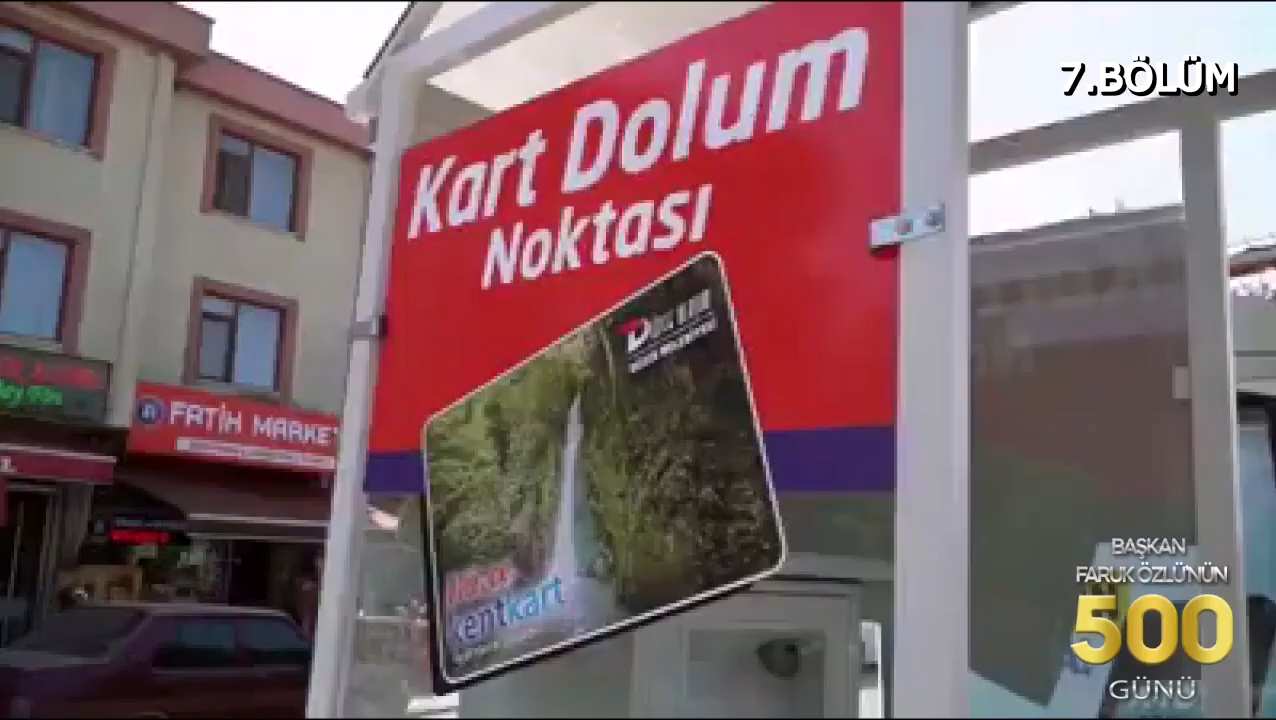 7.BÖLÜM
Kart Dolum
Noktası
FATİH MARKET
kentkart
BAŞKAN
FARUK ÖZLÜ'NÜN
500
GÜNÜ